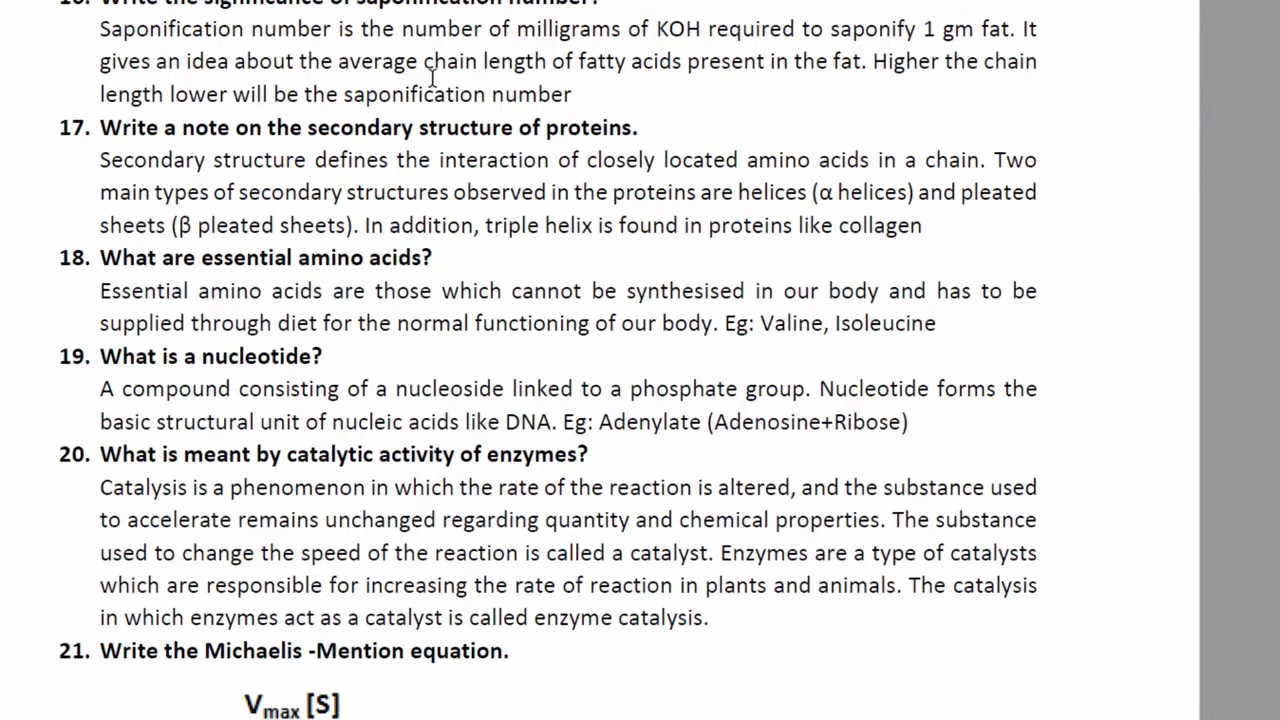 16. Write the significance of saponification number?
Saponification number is the number of milligrams of KOH required to saponify 1 gm fat. It
gives an idea about the average chain length of fatty acids present in the fat. Higher the chain
length lower will be the saponification number
17. Write a note on the secondary structure of proteins.
Secondary structure defines the interaction of closely located amino acids in a chain. Two
main types of secondary structures observed in the proteins are helices (α helices) and pleated
sheets (β pleated sheets). In addition, triple helix is found in proteins like collagen
18. What are essential amino acids?
Essential amino acids are those which cannot be synthesised in our body and has to be
supplied through diet for the normal functioning of our body. Eg: Valine, Isoleucine
19. What is a nucleotide?
A compound consisting of a nucleoside linked to a phosphate group. Nucleotide forms the
basic structural unit of nucleic acids like DNA. Eg: Adenylate (Adenosine+Ribose)
20. What is meant by catalytic activity of enzymes?
Catalysis is a phenomenon in which the rate of the reaction is altered, and the substance used
to accelerate remains unchanged regarding quantity and chemical properties. The substance
used to change the speed of the reaction is called a catalyst. Enzymes are a type of catalysts
which are responsible for increasing the rate of reaction in plants and animals. The catalysis
in which enzymes act as a catalyst is called enzyme catalysis.
21. Write the Michaelis -Mention equation.
Vmax [S]